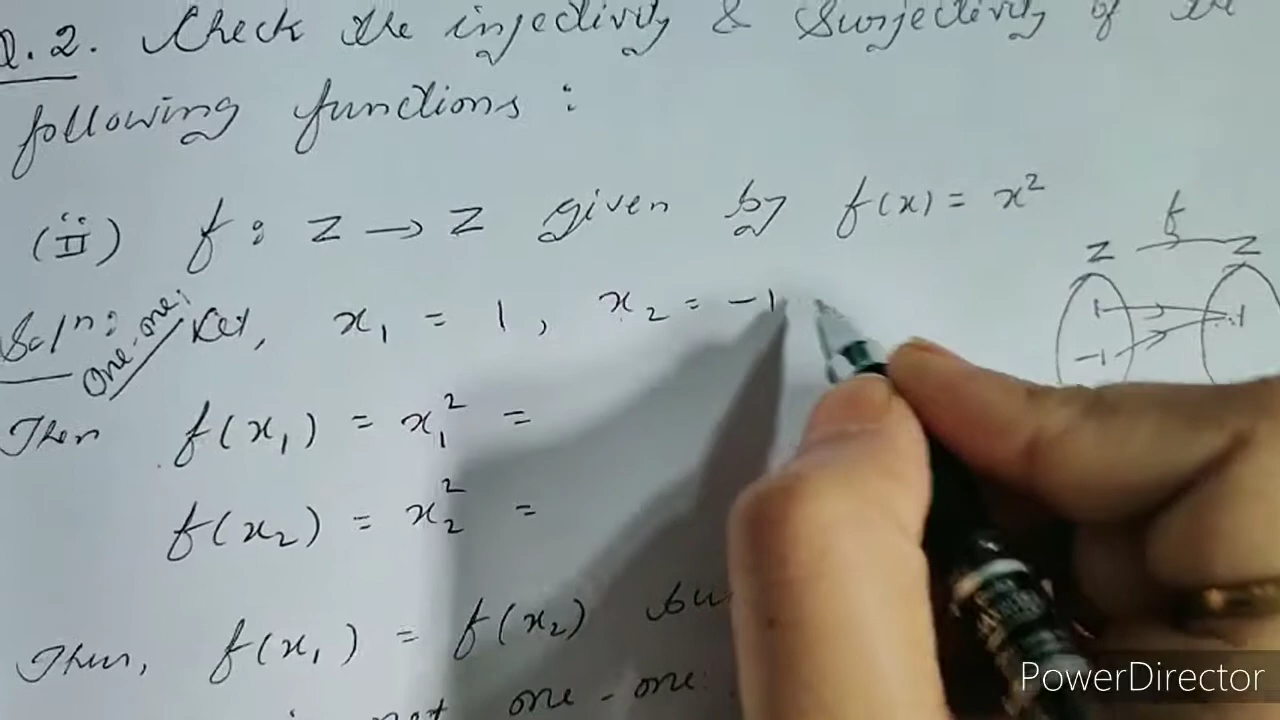 Q.2. Check the injectivity & Surjectivity of the
following functions :
(ii) f : Z → Z given by f(x) = x²
f
Z Z
Soln: one-one: Let, x₁ = 1, x₂ = -1
1 1
-1
Then f(x₁) = x₁² =
f(x₂) = x₂² =
Thus, f(x₁) = f(x₂)
not one-one.
PowerDirector